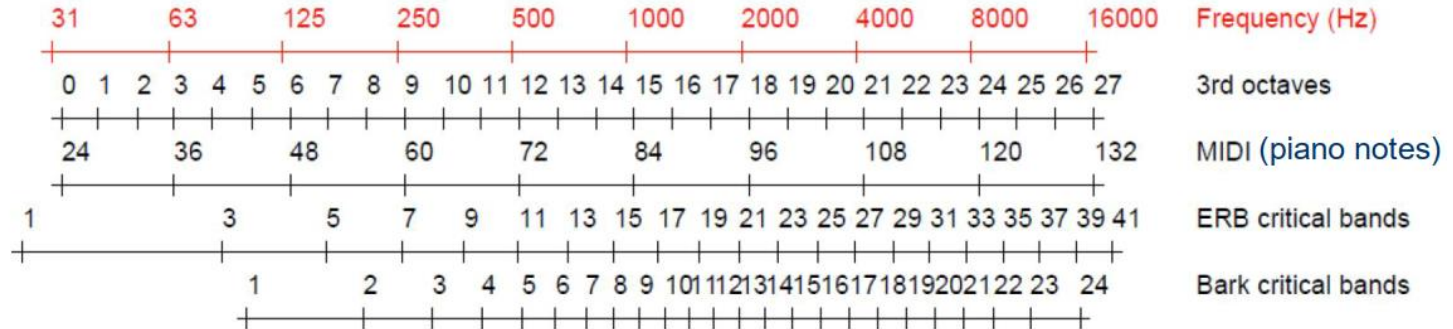 31 63 125 250 500 1000 2000 4000 8000 16000 Frequency (Hz)
0 1 2 3 4 5 6 7 8 9 10 11 12 13 14 15 16 17 18 19 20 21 22 23 24 25 26 27 3rd octaves
24 36 48 60 72 84 96 108 120 132 MIDI (piano notes)
1 3 5 7 9 11 13 15 17 19 21 23 25 27 29 31 33 35 37 39 41 ERB critical bands
1 2 3 4 5 6 7 8 9 10 11 12 13 14 15 16 17 18 19 20 21 22 23 24 Bark critical bands